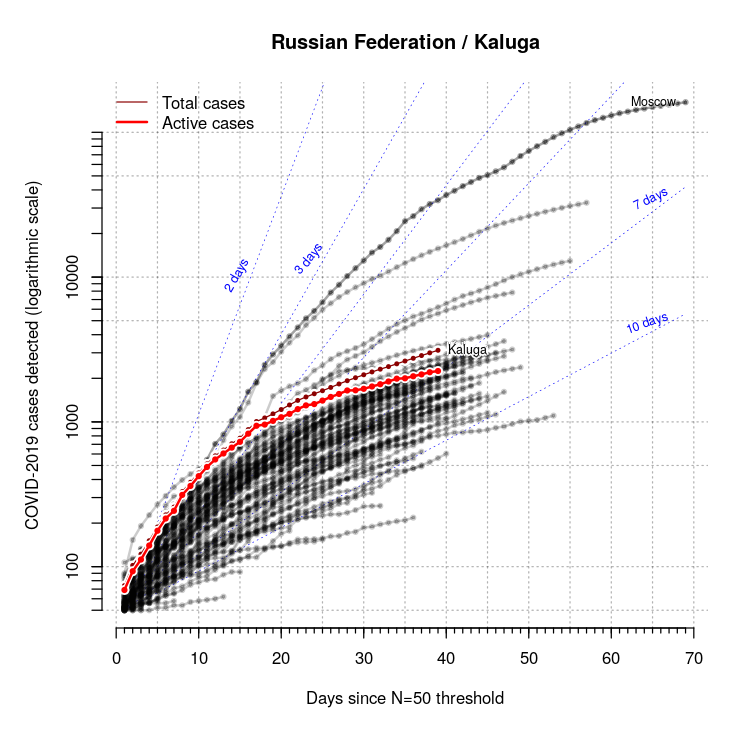 Russian Federation / Kaluga
Total cases
Active cases
Moscow
7 days
2 days
3 days
10 days
Kaluga
COVID-2019 cases detected (logarithmic scale)
10000
1000
100
0 10 20 30 40 50 60 70
Days since N=50 threshold